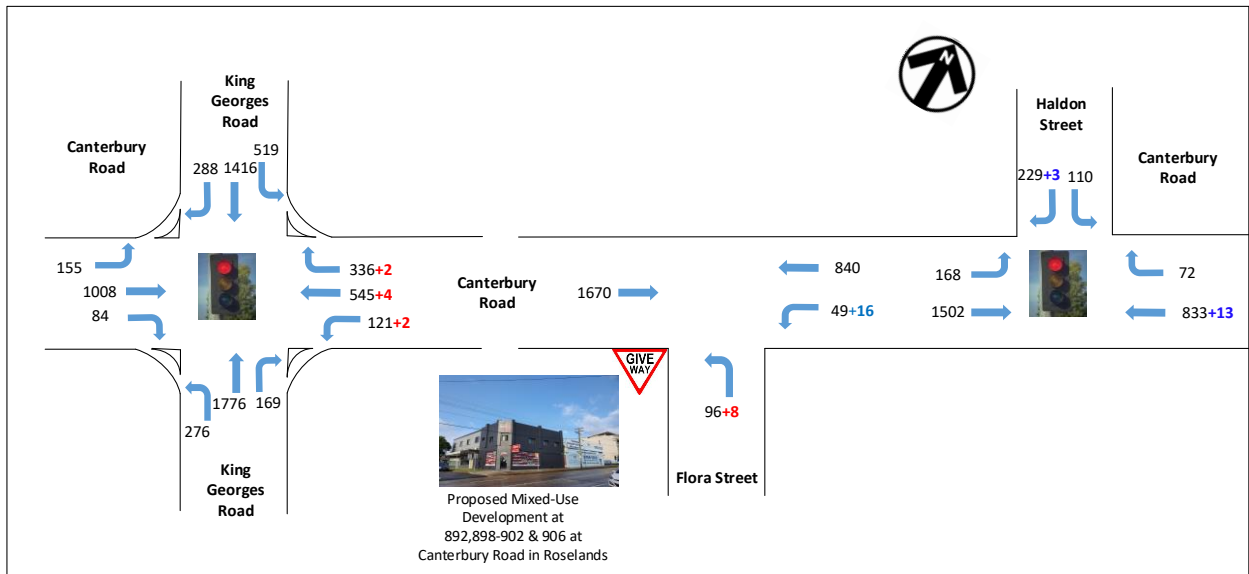 King
Georges
Road
Canterbury
Road
288
1416
519
N
Haldon
Street
Canterbury
Road
229+3
110
155
1008
84
336+2
545+4
121+2
Canterbury
Road
1670
840
49+16
168
1502
72
833+13
276
1776
169
King
Georges
Road
GIVE
WAY
96+8
Flora Street
Proposed Mixed-Use
Development at
892,898-902 & 906 at
Canterbury Road in Roselands